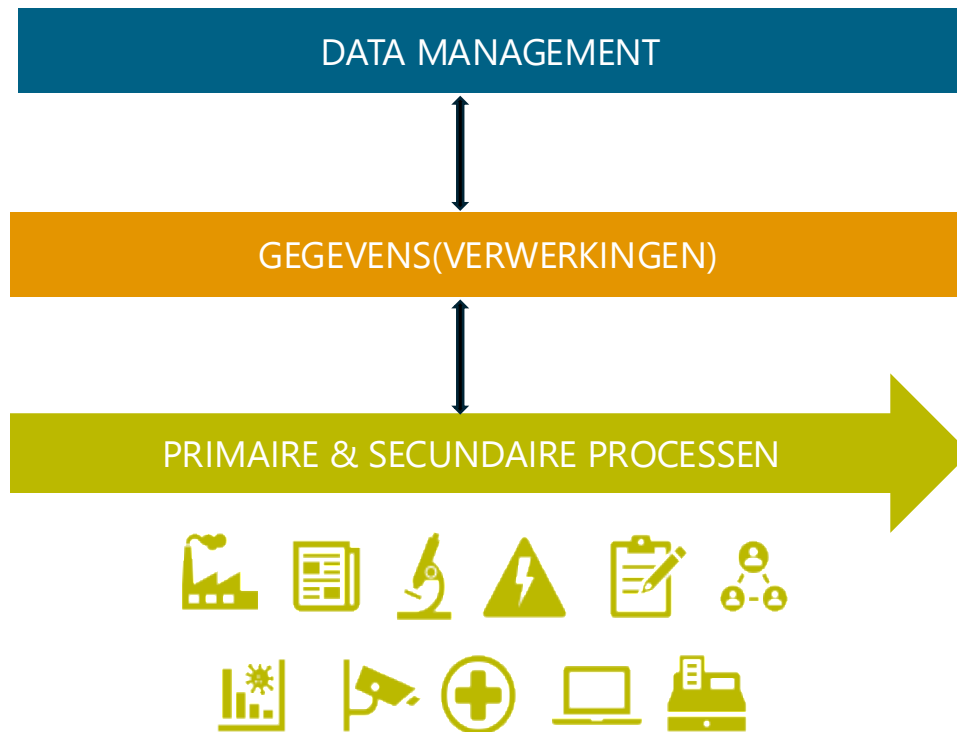 DATA MANAGEMENT
GEGEVENS(VERWERKINGEN)
PRIMAIRE & SECUNDAIRE PROCESSEN